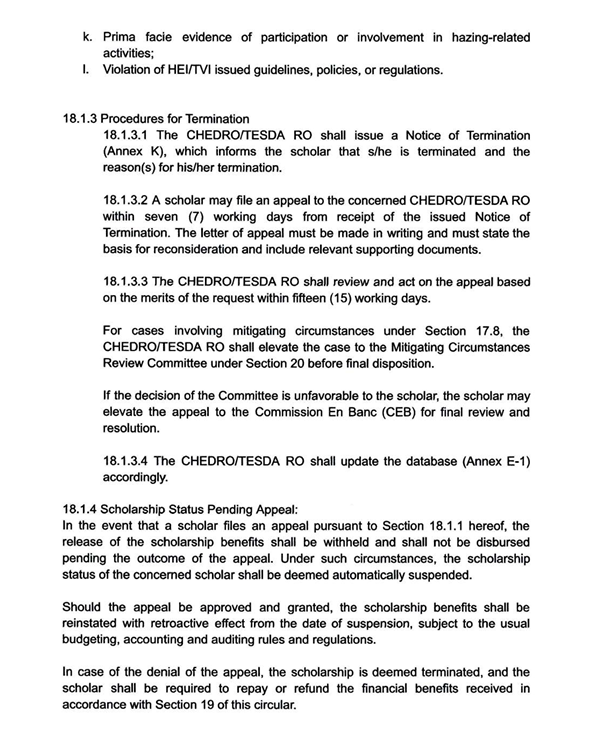 k. Prima facie evidence of participation or involvement in hazing-related
activities;
l. Violation of HEI/TVI issued guidelines, policies, or regulations.
18.1.3 Procedures for Termination
18.1.3.1 The CHEDRO/TESDA RO shall issue a Notice of Termination
(Annex K), which informs the scholar that s/he is terminated and the
reason(s) for his/her termination.
18.1.3.2 A scholar may file an appeal to the concerned CHEDRO/TESDA RO
within seven (7) working days from receipt of the issued Notice of
Termination. The letter of appeal must be made in writing and must state the
basis for reconsideration and include relevant supporting documents.
18.1.3.3 The CHEDRO/TESDA RO shall review and act on the appeal based
on the merits of the request within fifteen (15) working days.
For cases involving mitigating circumstances under Section 17.8, the
CHEDRO/TESDA RO shall elevate the case to the Mitigating Circumstances
Review Committee under Section 20 before final disposition.
If the decision of the Committee is unfavorable to the scholar, the scholar may
elevate the appeal to the Commission En Banc (CEB) for final review and
resolution.
18.1.3.4 The CHEDRO/TESDA RO shall update the database (Annex E-1)
accordingly.
18.1.4 Scholarship Status Pending Appeal:
In the event that a scholar files an appeal pursuant to Section 18.1.1 hereof, the
release of the scholarship benefits shall be withheld and shall not be disbursed
pending the outcome of the appeal. Under such circumstances, the scholarship
status of the concerned scholar shall be deemed automatically suspended.
Should the appeal be approved and granted, the scholarship benefits shall be
reinstated with retroactive effect from the date of suspension, subject to the usual
budgeting, accounting and auditing rules and regulations.
In case of the denial of the appeal, the scholarship is deemed terminated, and the
scholar shall be required to repay or refund the financial benefits received in
accordance with Section 19 of this circular.